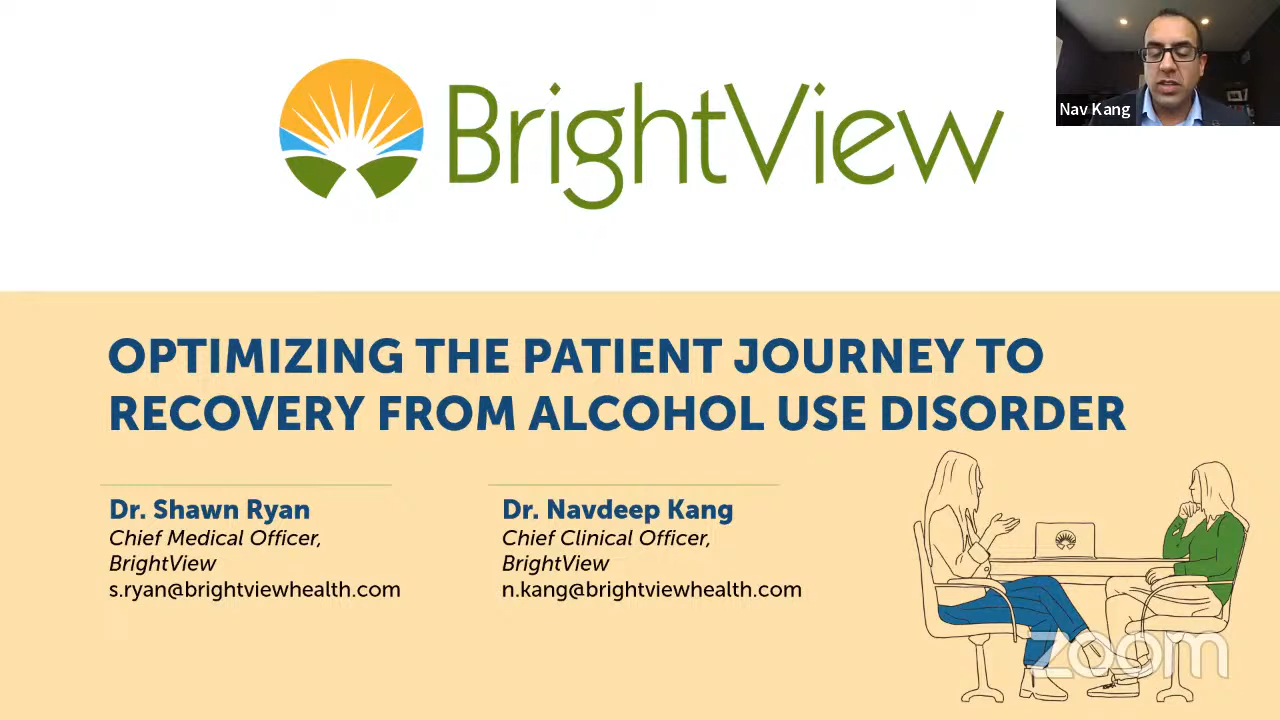 BrightView
Nav Kang
OPTIMIZING THE PATIENT JOURNEY TO
RECOVERY FROM ALCOHOL USE DISORDER
Dr. Shawn Ryan
Chief Medical Officer,
BrightView
s.ryan@brightviewhealth.com
Dr. Navdeep Kang
Chief Clinical Officer,
BrightView
n.kang@brightviewhealth.com
zoom